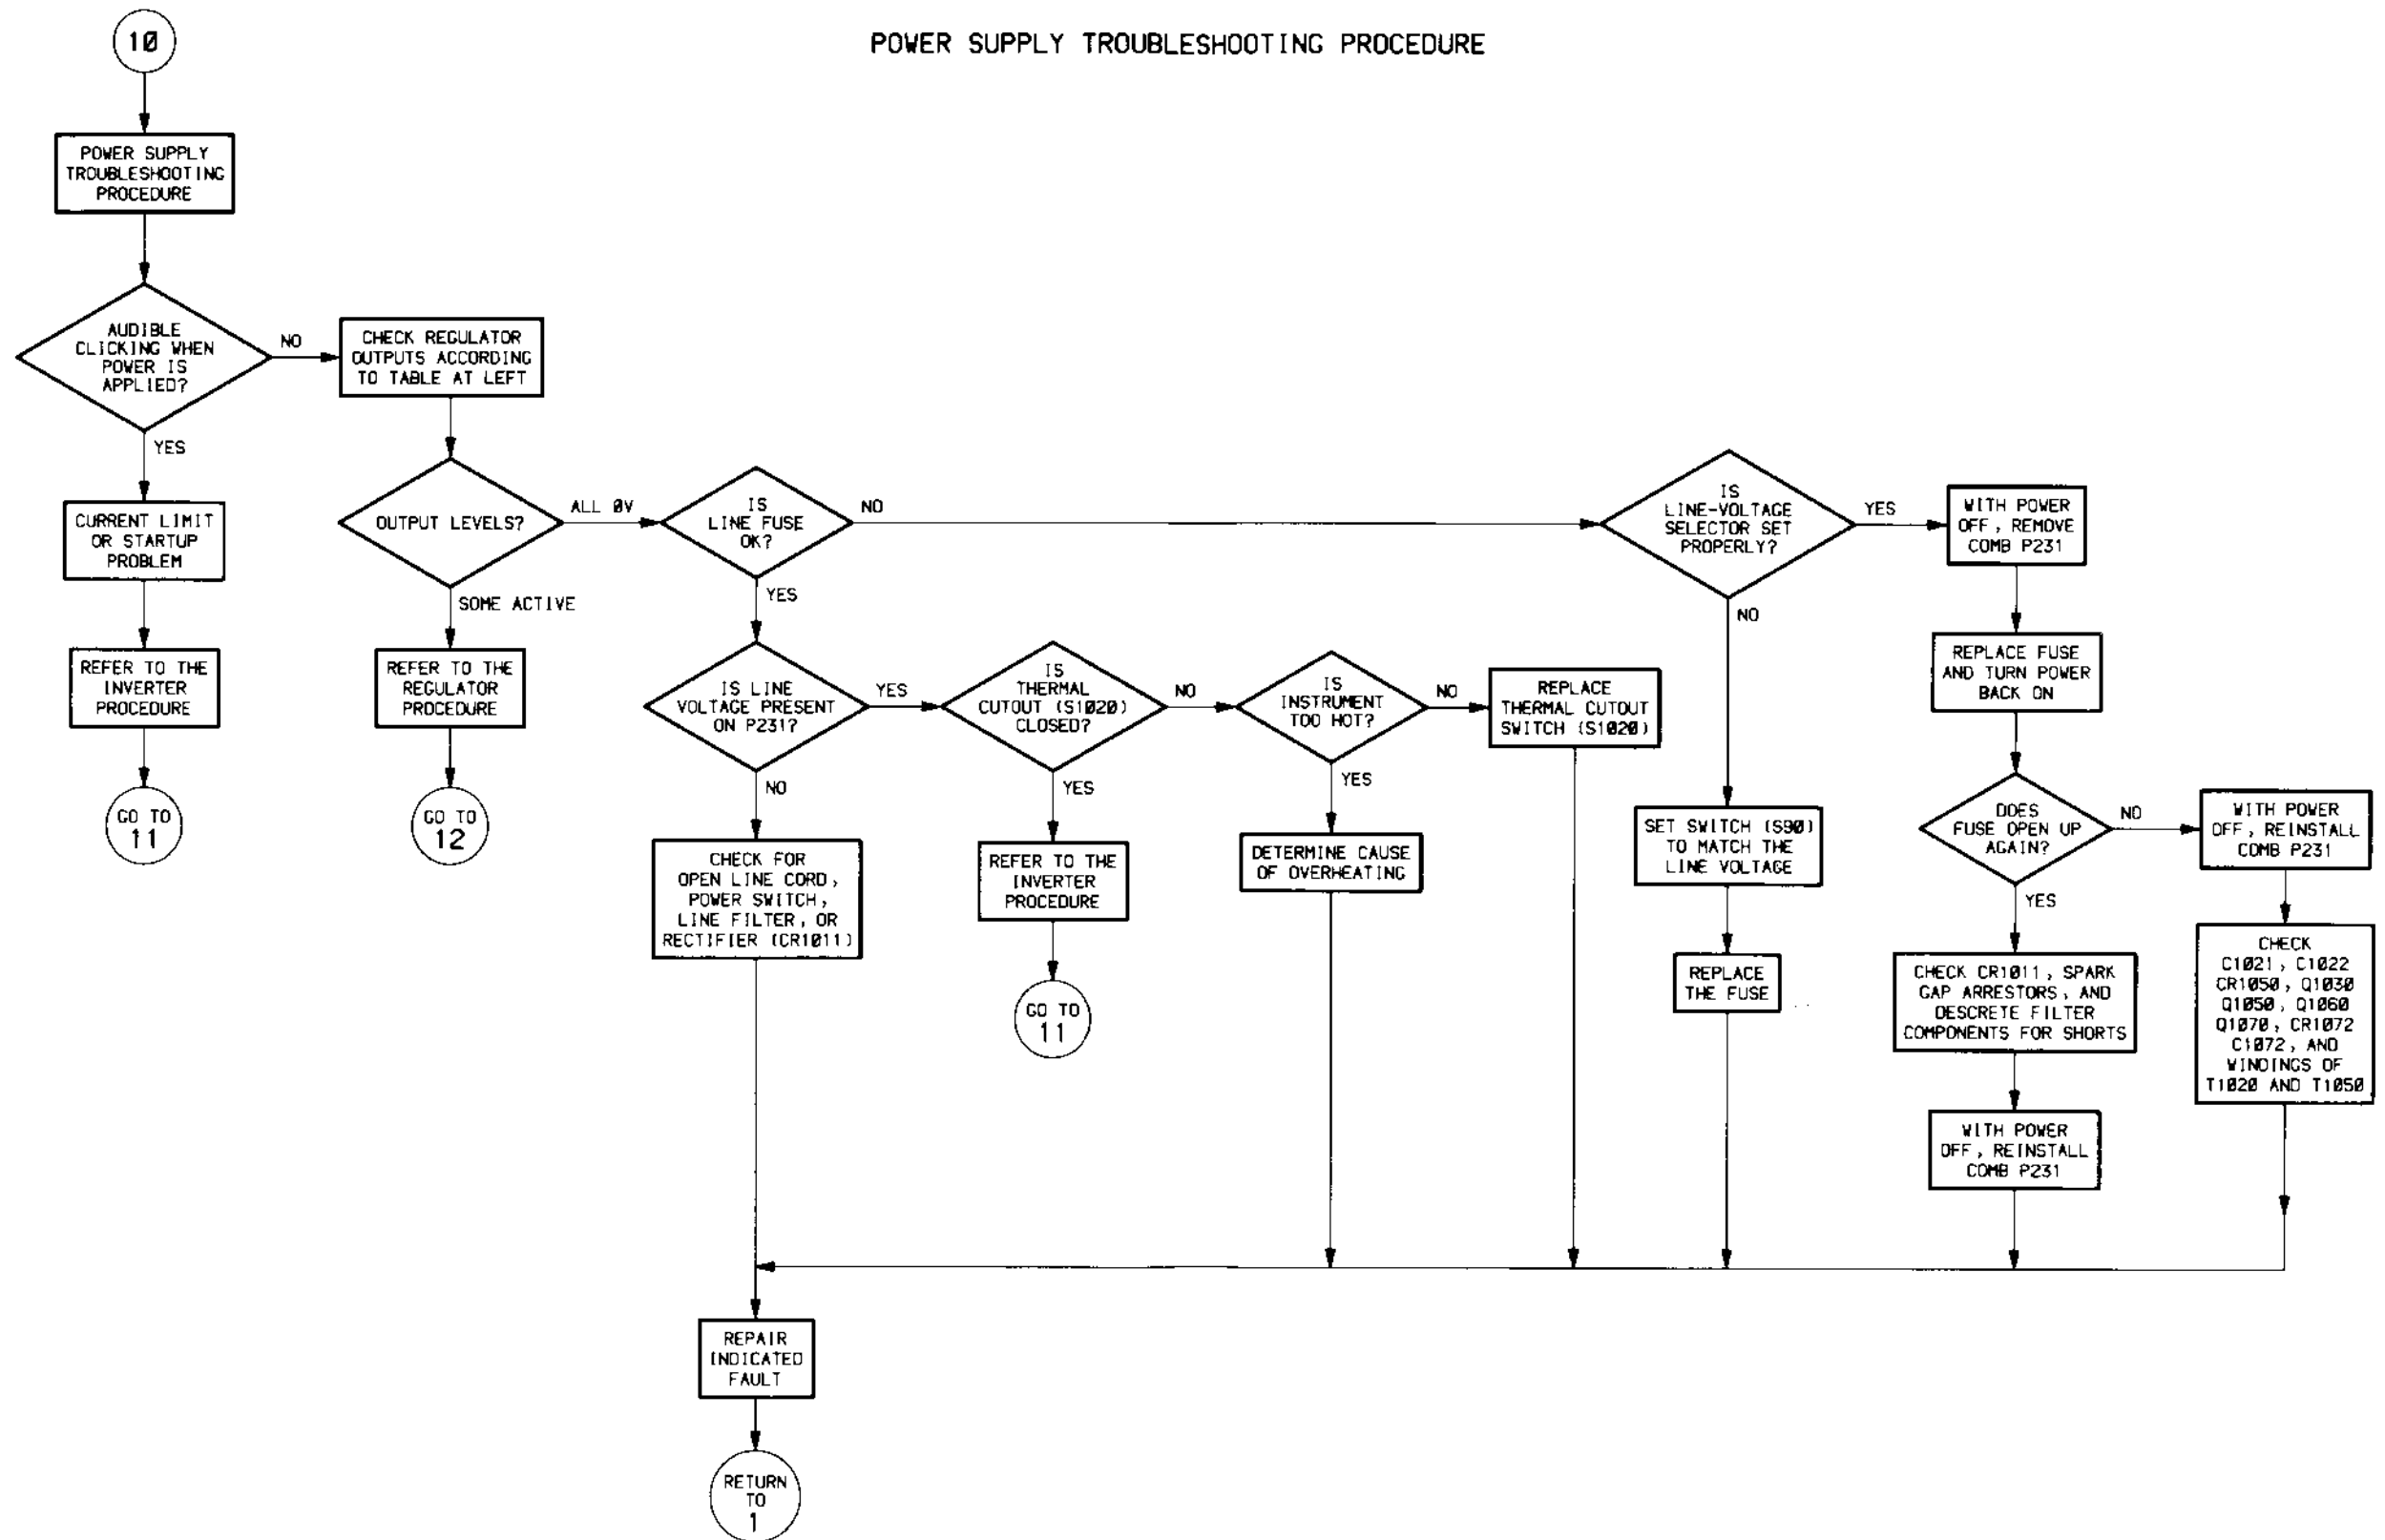 10
POWER SUPPLY TROUBLESHOOTING PROCEDURE
POWER SUPPLY
TROUBLESHOOTING
PROCEDURE
AUDIBLE
CLICKING WHEN
POWER IS
APPLIED?
NO
YES
CHECK REGULATOR
OUTPUTS ACCORDING
TO TABLE AT LEFT
CURRENT LIMIT
OR STARTUP
PROBLEM
REFER TO THE
INVERTER
PROCEDURE
GO TO
11
OUTPUT LEVELS?
ALL 0V
SOME ACTIVE
REFER TO THE
REGULATOR
PROCEDURE
GO TO
12
IS
LINE FUSE
OK?
NO
YES
IS LINE
VOLTAGE PRESENT
ON P231?
YES
NO
CHECK FOR
OPEN LINE CORD,
POWER SWITCH,
LINE FILTER, OR
RECTIFIER (CR1011)
IS
THERMAL
CUTOUT (S1020)
CLOSED?
NO
YES
REFER TO THE
INVERTER
PROCEDURE
GO TO
11
IS
INSTRUMENT
TOO HOT?
NO
YES
DETERMINE CAUSE
OF OVERHEATING
REPLACE
THERMAL CUTOUT
SWITCH (S1020)
IS
LINE-VOLTAGE
SELECTOR SET
PROPERLY?
YES
NO
SET SWITCH (S90)
TO MATCH THE
LINE VOLTAGE
REPLACE
THE FUSE
WITH POWER
OFF, REMOVE
COMB P231
REPLACE FUSE
AND TURN POWER
BACK ON
DOES
FUSE OPEN UP
AGAIN?
NO
YES
CHECK CR1011, SPARK
GAP ARRESTORS, AND
DESCRETE FILTER
COMPONENTS FOR SHORTS
WITH POWER
OFF, REINSTALL
COMB P231
WITH POWER
OFF, REINSTALL
COMB P231
CHECK
C1021, C1022
CR1050, Q1030
Q1050, Q1060
Q1070, CR1072
C1072, AND
WINDINGS OF
T1020 AND T1050
REPAIR
INDICATED
FAULT
RETURN
TO
1